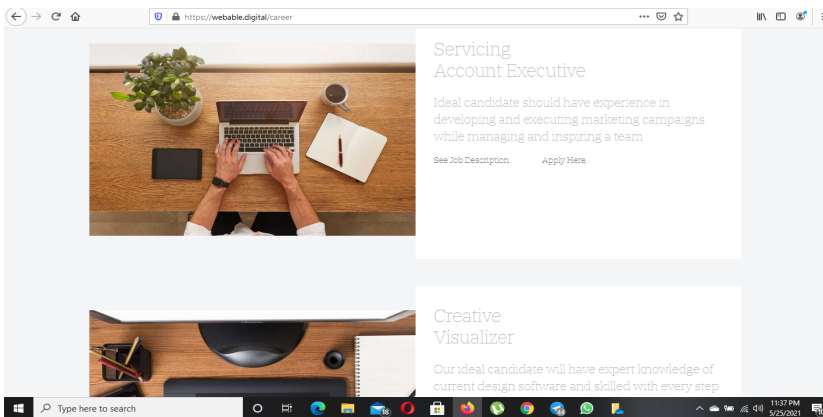 https://webable.digital/career
Servicing
Account Executive
Ideal candidate should have experience in
developing and executing marketing campaigns
while managing and inspiring a team
See Job Description.
Apply Here.
Creative
Visualizer
Our ideal candidate will have expert knowledge of
current design software and skilled with every step
Type here to search
18
11:37 PM
5/25/2021